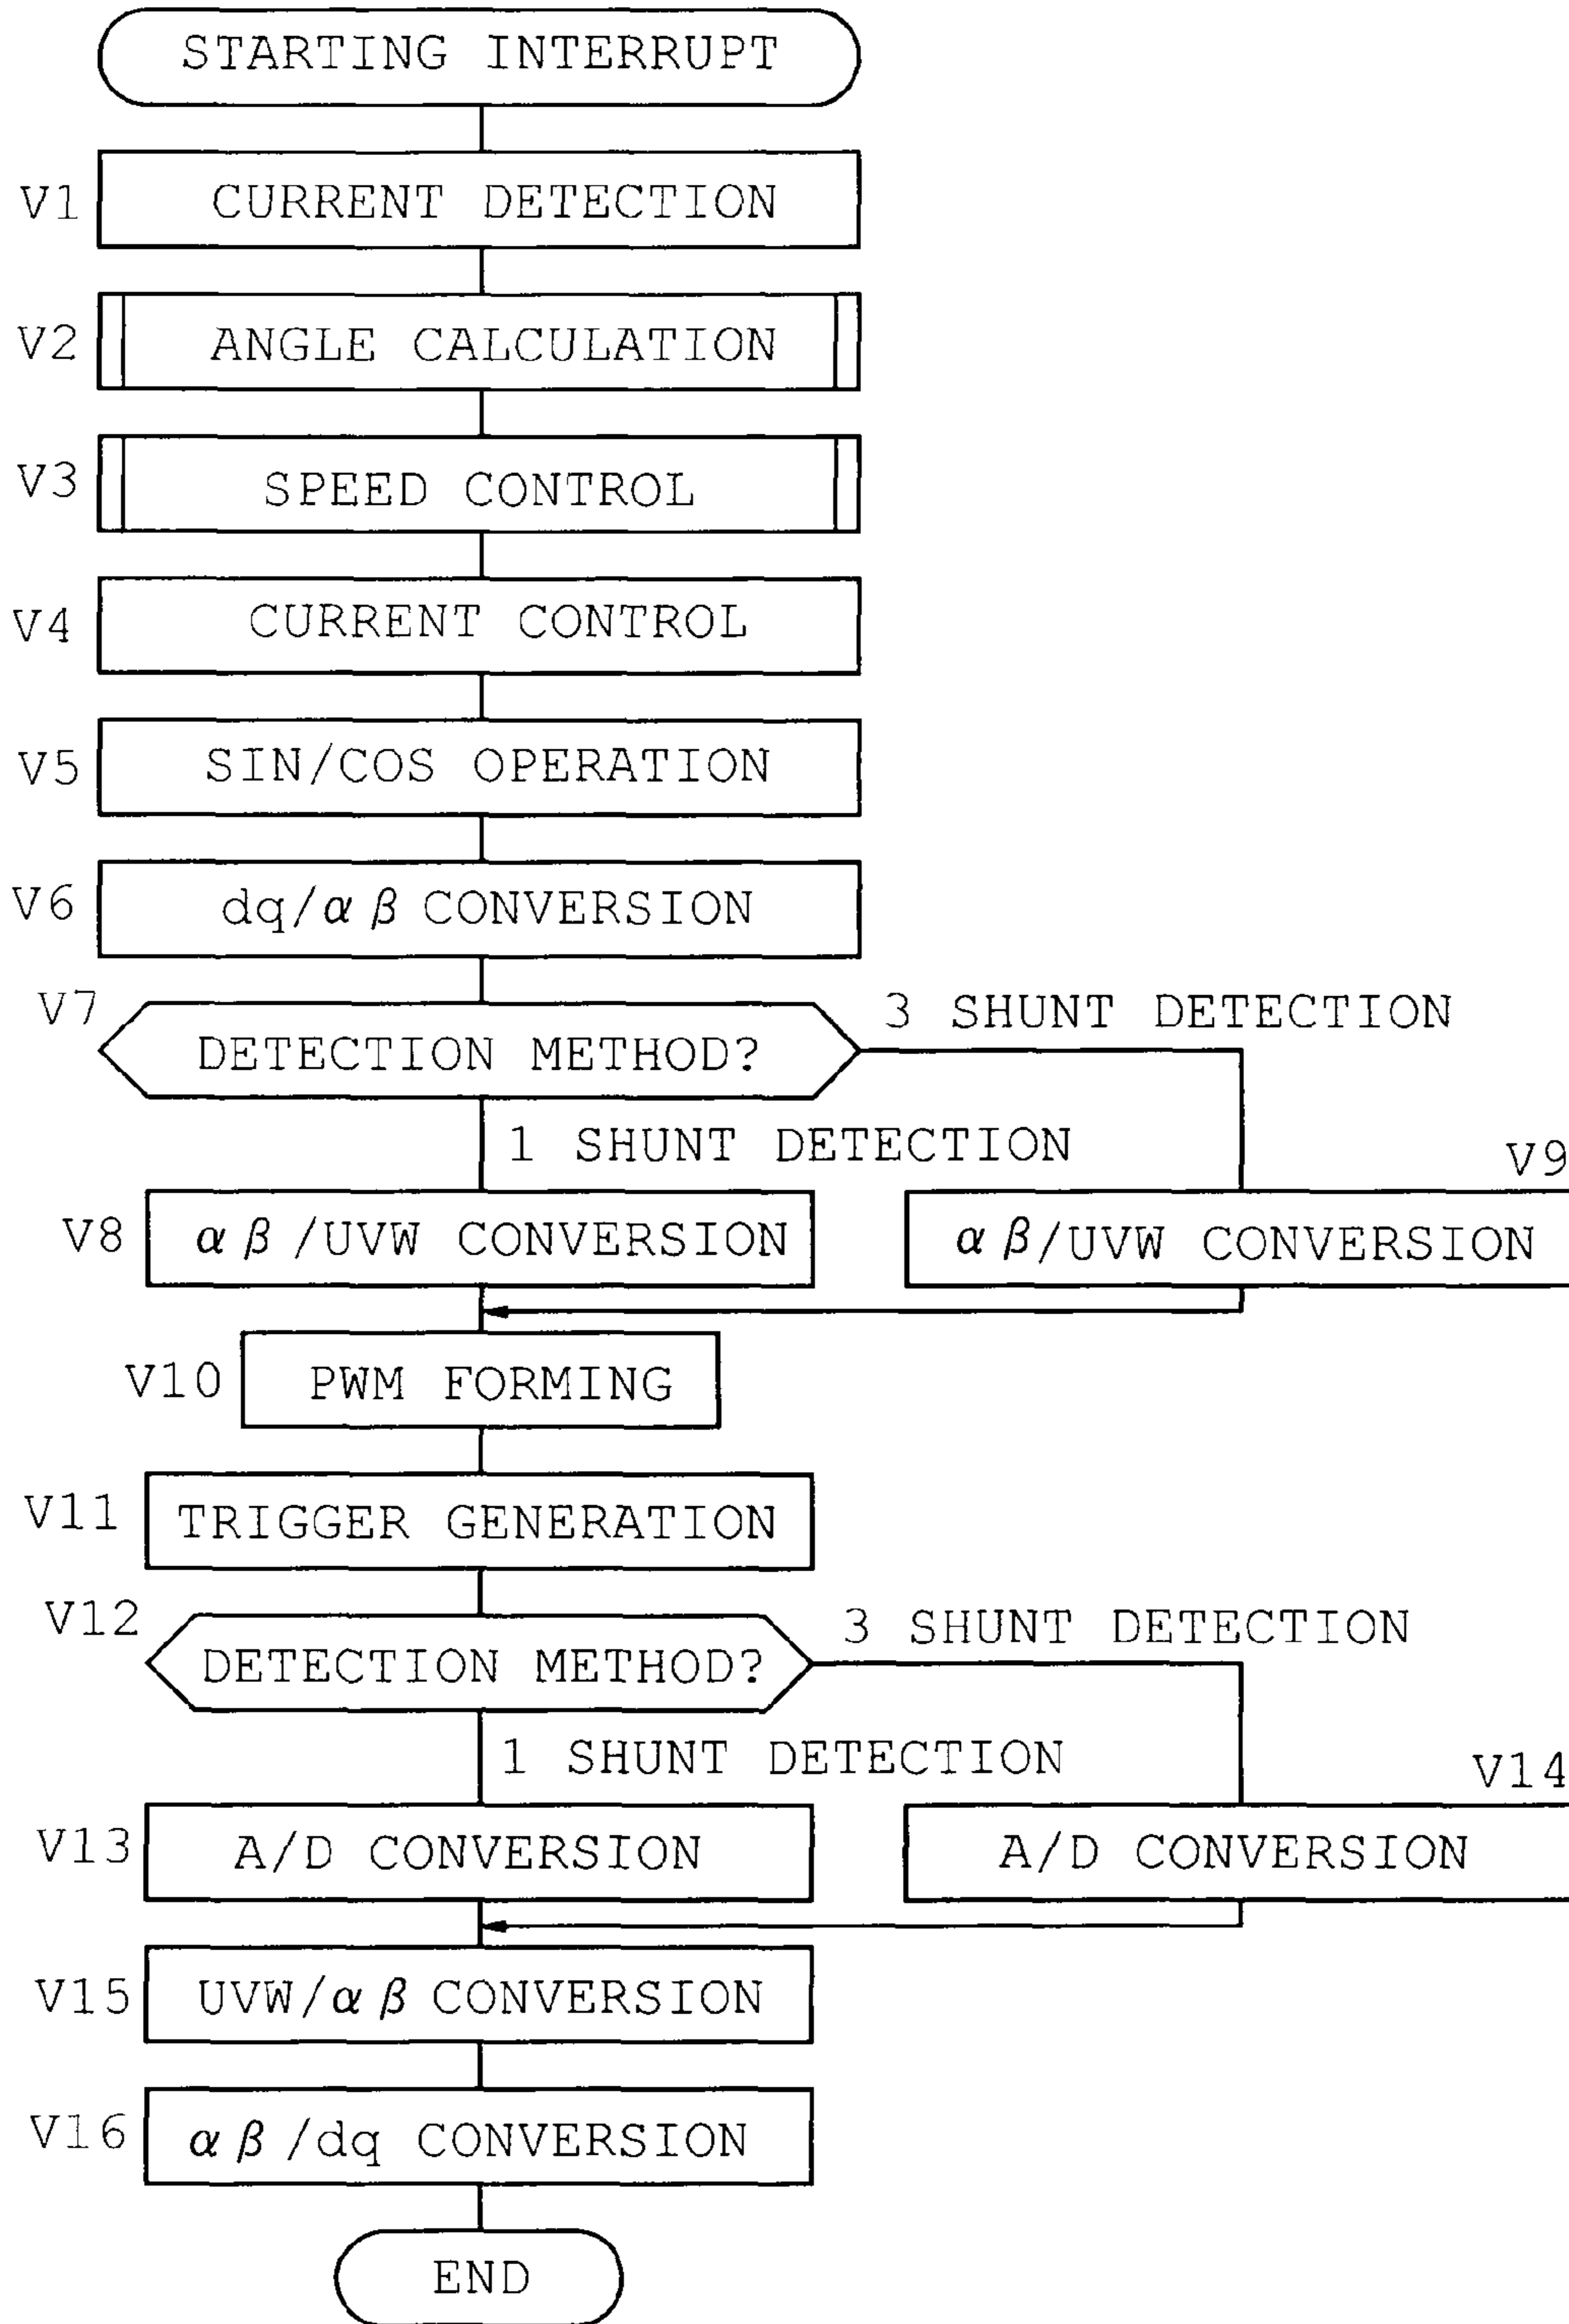 STARTING INTERRUPT
V1 CURRENT DETECTION
V2 ANGLE CALCULATION
V3 SPEED CONTROL
V4 CURRENT CONTROL
V5 SIN/COS OPERATION
V6 dq/αβ CONVERSION
V7 DETECTION METHOD?
3 SHUNT DETECTION
1 SHUNT DETECTION
V8 αβ/UVW CONVERSION
V9 αβ/UVW CONVERSION
V10 PWM FORMING
V11 TRIGGER GENERATION
V12 DETECTION METHOD?
3 SHUNT DETECTION
1 SHUNT DETECTION
V13 A/D CONVERSION
V14 A/D CONVERSION
V15 UVW/αβ CONVERSION
V16 αβ/dq CONVERSION
END